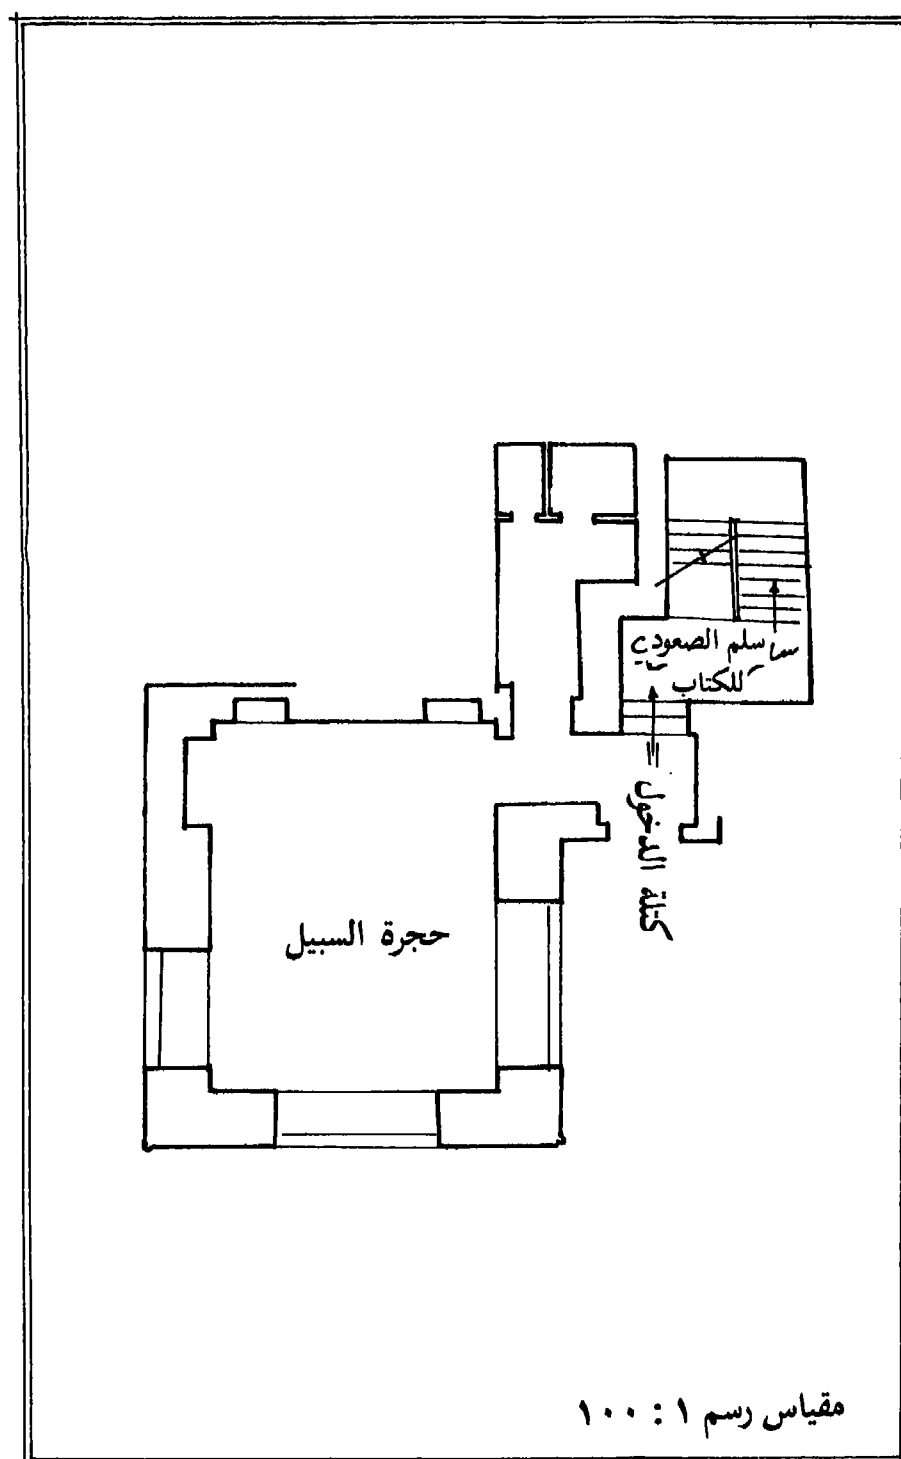 سلم الصعود
للكتاب
كتلة الدخول
حجرة السبيل
مقياس رسم ١ : ١٠٠